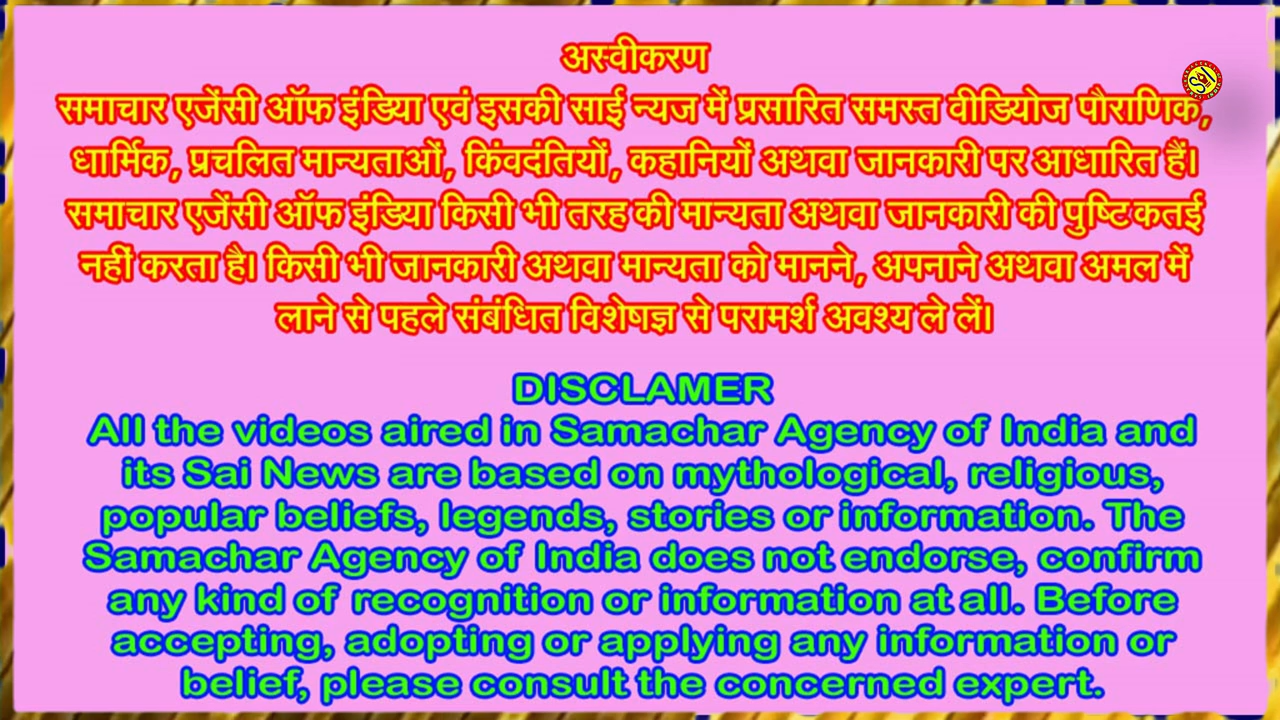 अस्वीकरण
समाचार एजेंसी ऑफ इंडिया एवं इसकी साई न्यज में प्रसारित समस्त वीडियोज पौराणिक,
धार्मिक, प्रचलित मान्यताओं, किंवदंतियों, कहानियों अथवा जानकारी पर आधारित हैं।
समाचार एजेंसी ऑफ इंडिया किसी भी तरह की मान्यता अथवा जानकारी की पुष्टि कतई
नहीं करता है। किसी भी जानकारी अथवा मान्यता को मानने, अपनाने अथवा अमल में
लाने से पहले संबंधित विशेषज्ञ से परामर्श अवश्य ले लें।
DISCLAMER
All the videos aired in Samachar Agency of India and
its Sai News are based on mythological, religious,
popular beliefs, legends, stories or information. The
Samachar Agency of India does not endorse, confirm
any kind of recognition or information at all. Before
accepting, adopting or applying any information or
belief, please consult the concerned expert.